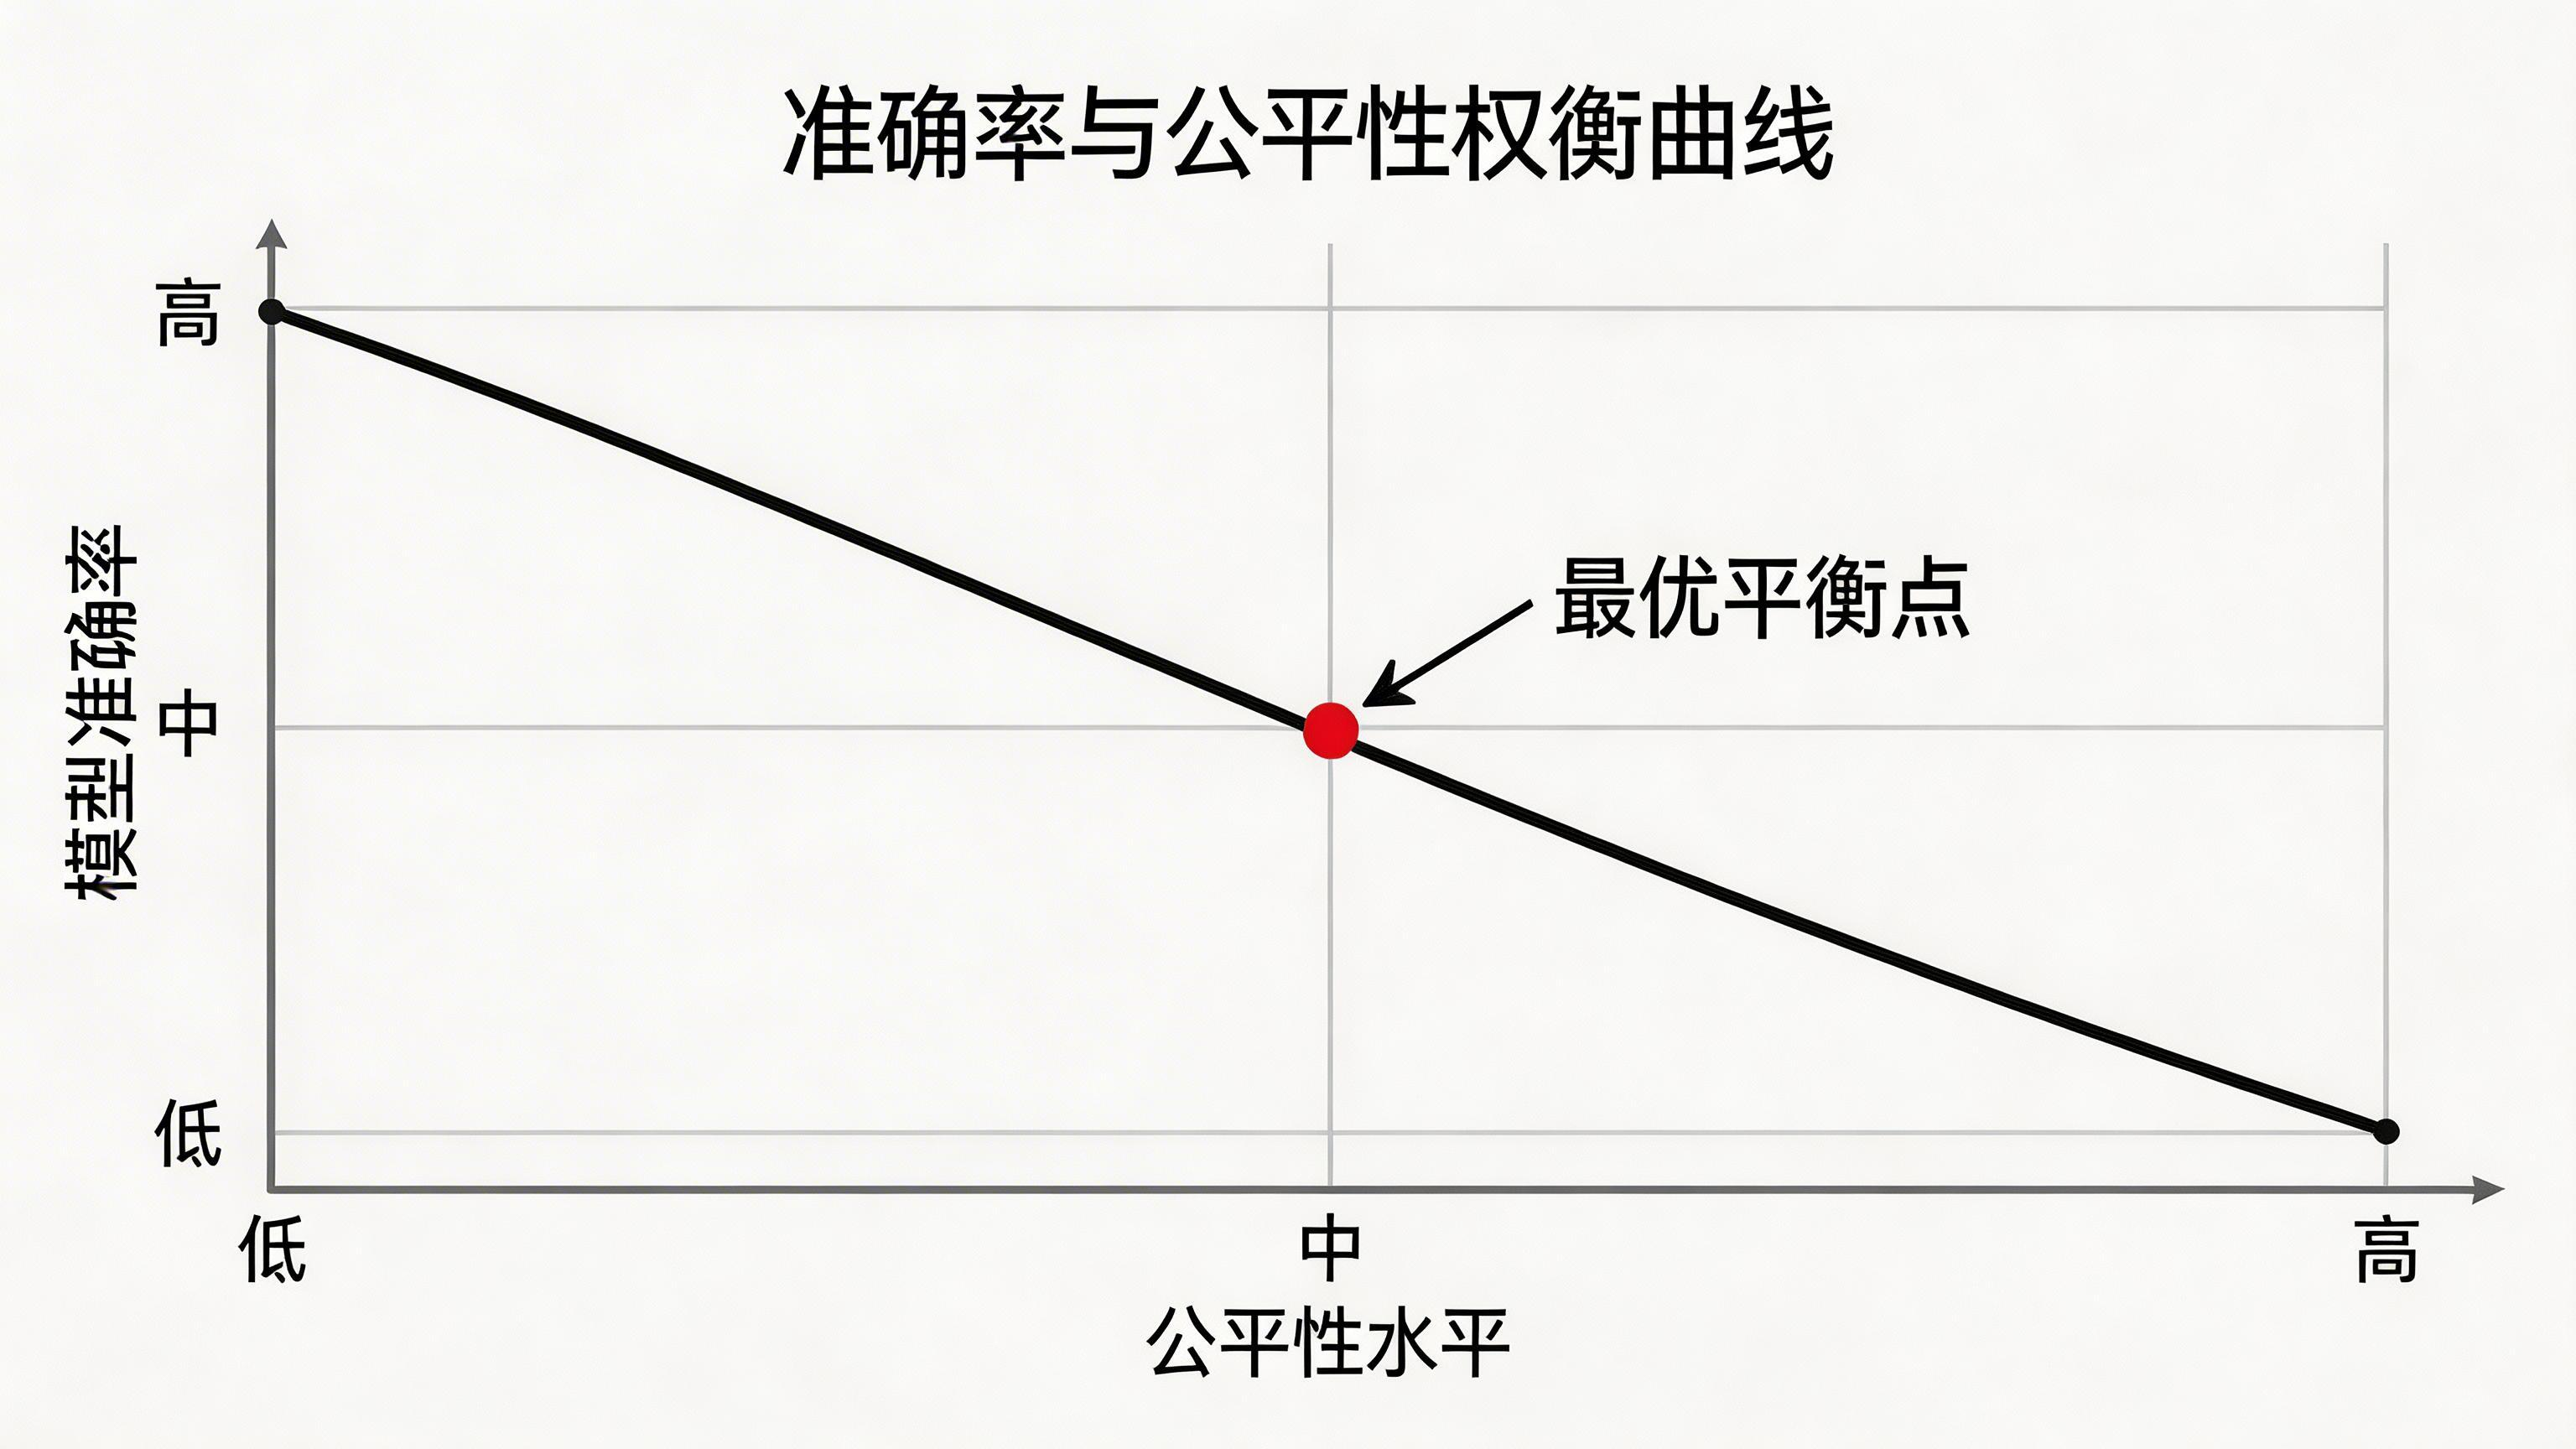 准确率与公平性权衡曲线
高
最优平衡点
模型准确率
中
低
低
中
高
公平性水平